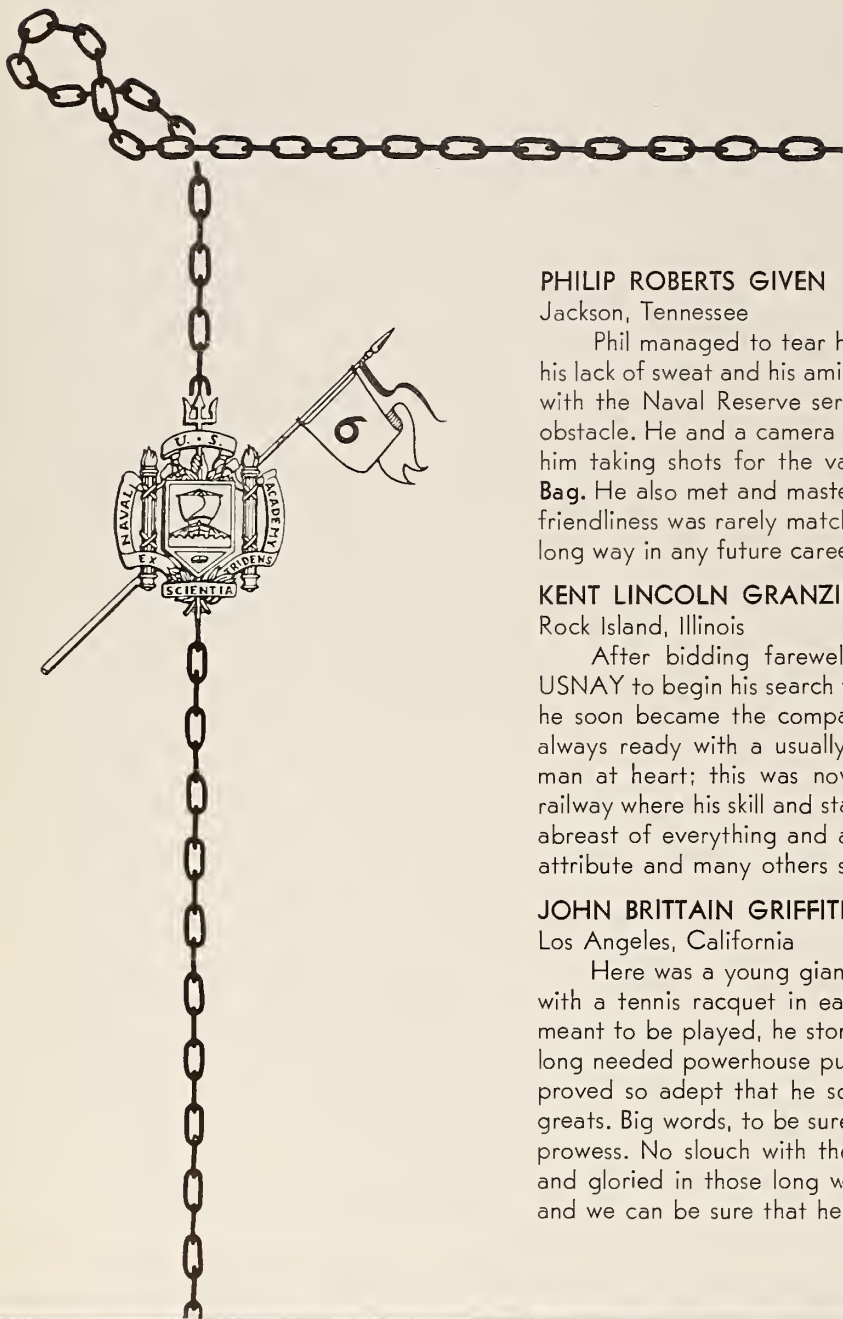 6
U. S.
NAVAL
ACADEMY
EX
TRIDENS
SCIENTIA
PHILIP ROBERTS GIVEN
Jackson, Tennessee
Phil managed to tear h
his lack of sweat and his ami
with the Naval Reserve ser
obstacle. He and a camera
him taking shots for the va
Bag. He also met and maste
friendliness was rarely match
long way in any future caree
KENT LINCOLN GRANZI
Rock Island, Illinois
After bidding farewel
USNAY to begin his search
he soon became the compa
always ready with a usually
man at heart; this was nov
railway where his skill and sta
abreast of everything and a
attribute and many others s
JOHN BRITTAIN GRIFFIT
Los Angeles, California
Here was a young gian
with a tennis racquet in ea
meant to be played, he stor
long needed powerhouse pu
proved so adept that he so
greats. Big words, to be sure
prowess. No slouch with the
and gloried in those long w
and we can be sure that he